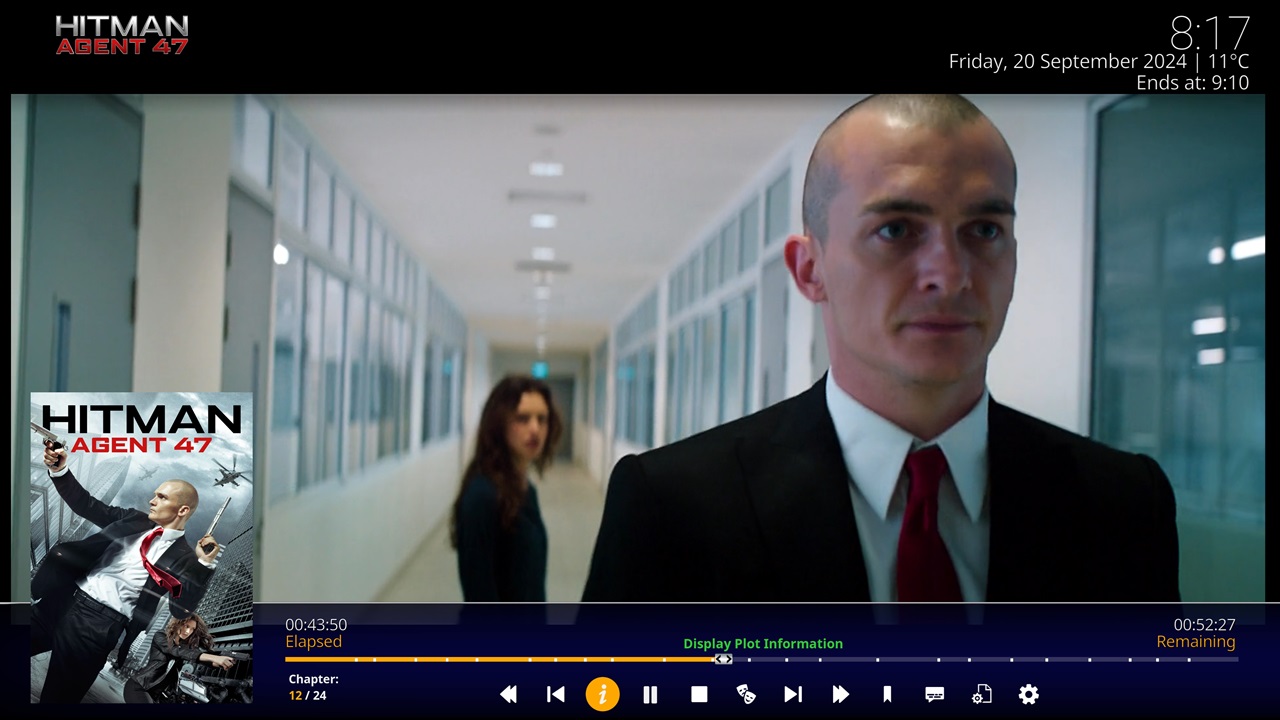 HITMAN
AGENT 47
8:17
Friday, 20 September 2024 | 11°C
Ends at: 9:10
HITMAN
AGENT 47
00:43:50
Elapsed
Display Plot Information
00:52:27
Remaining
Chapter:
12 / 24